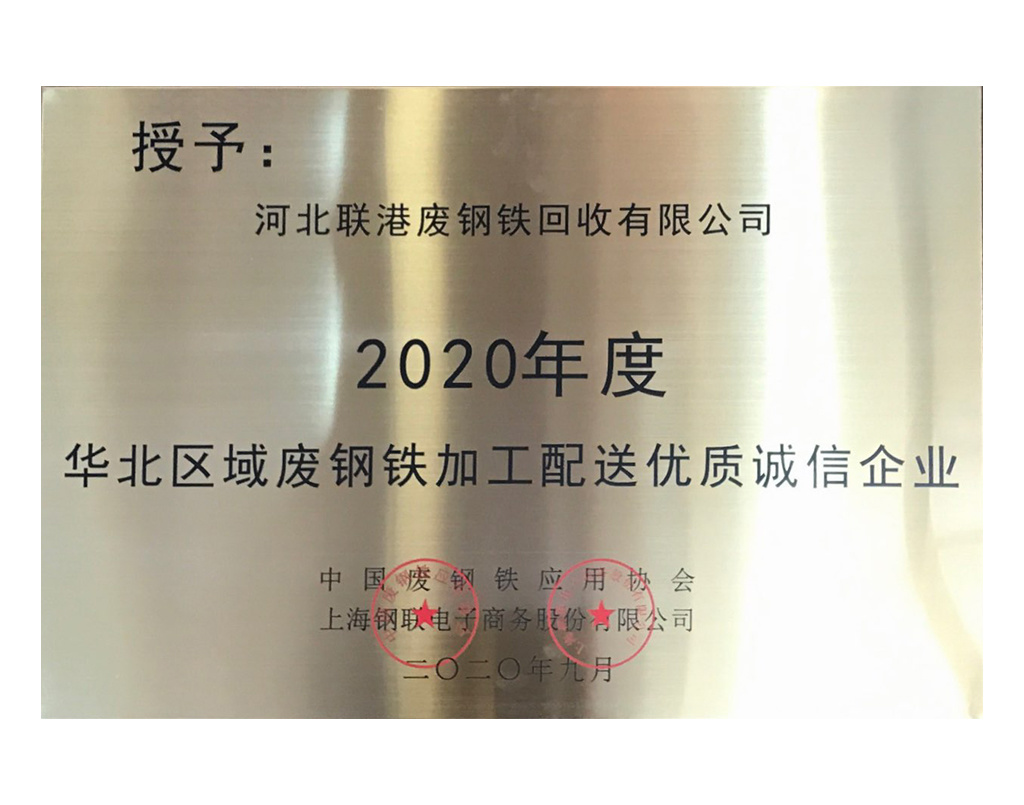 授予：
河北联港废钢铁回收有限公司
2020年度
华北区域废钢铁加工配送优质诚信企业
中国废钢铁应用协会
上海钢联电子商务股份有限公司
二〇二〇年九月